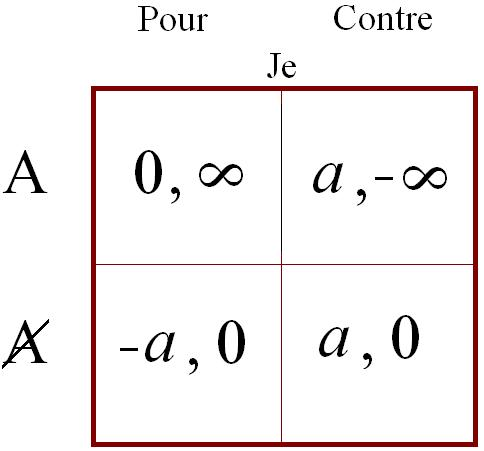 Pour Contre
Je
A 0, ∞ a ,-∞
A̸ -a , 0 a , 0